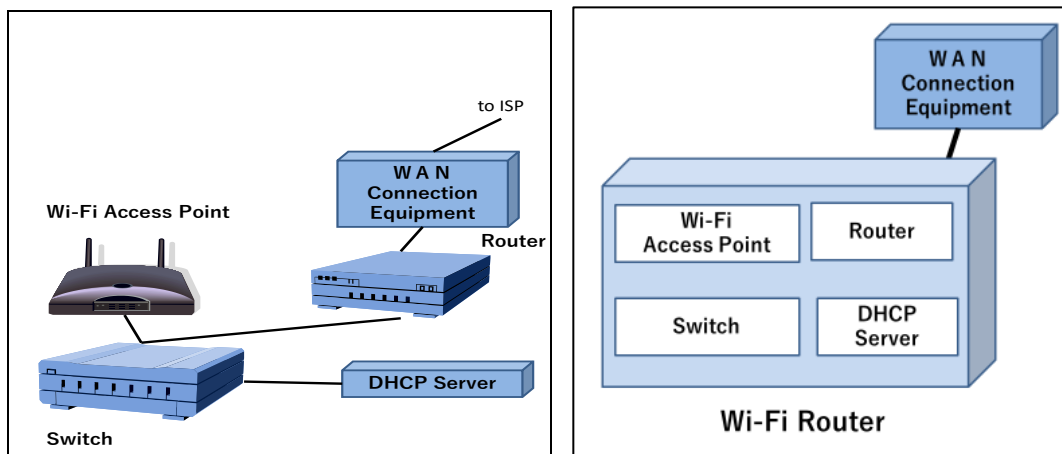 to ISP
W A N
Connection
Equipment
Wi-Fi Access Point
Router
DHCP Server
Switch
W A N
Connection
Equipment
Wi-Fi
Access Point
Router
Switch
DHCP
Server
Wi-Fi Router